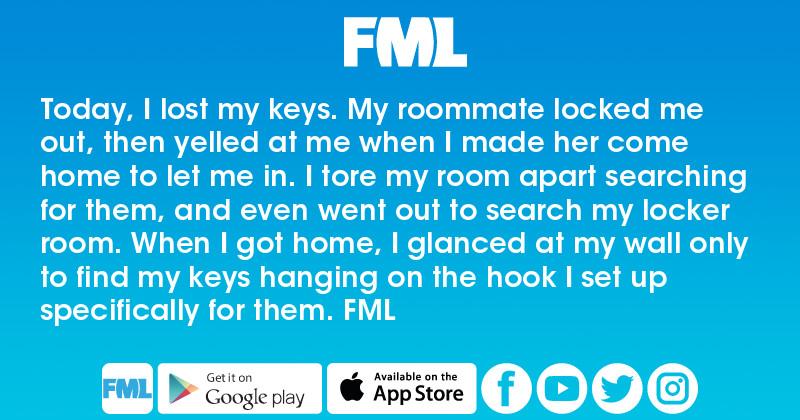 FML
Today, I lost my keys. My roommate locked me
out, then yelled at me when I made her come
home to let me in. I tore my room apart searching
for them, and even went out to search my locker
room. When I got home, I glanced at my wall only
to find my keys hanging on the hook I set up
specifically for them. FML
FML
Get it on
Google play
Available on the
App Store